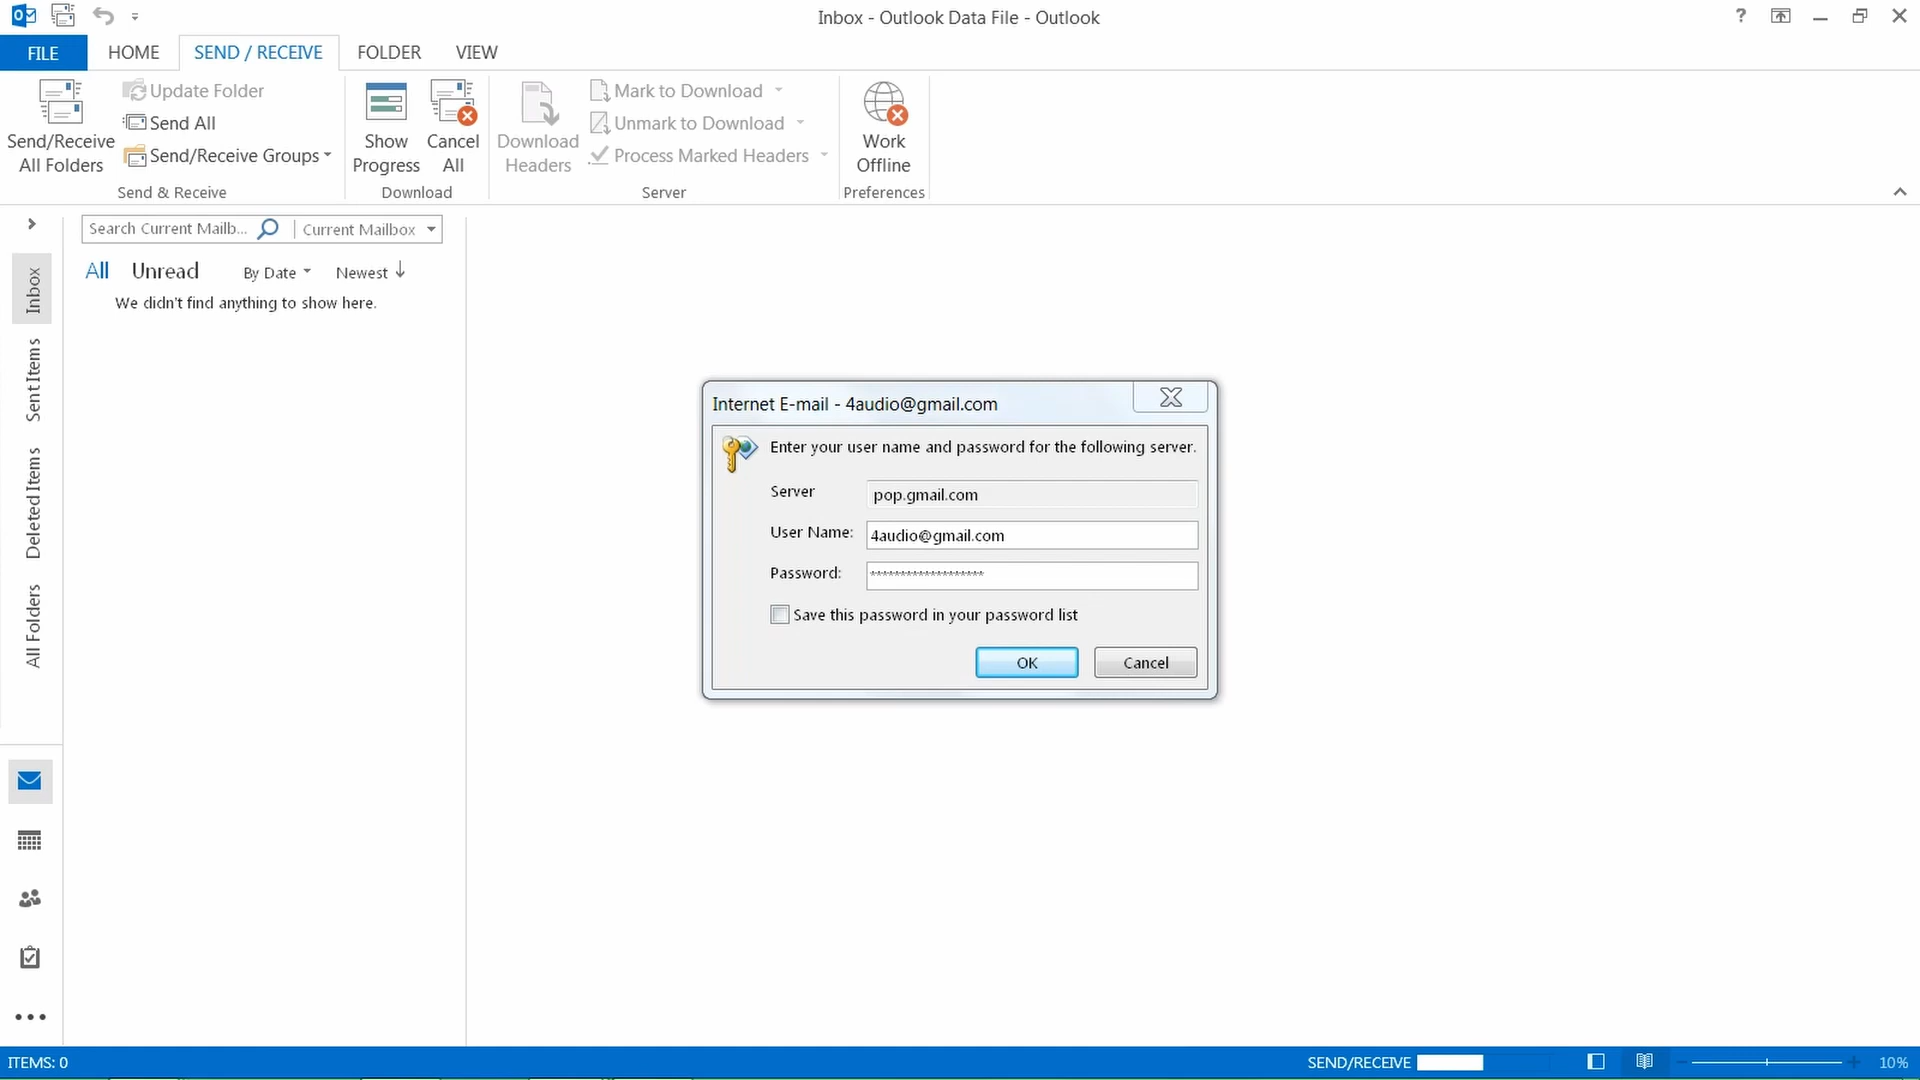 Inbox - Outlook Data File - Outlook
?
FILE
HOME
SEND / RECEIVE
FOLDER
VIEW
Send/Receive
All Folders
Update Folder
Send All
Send/Receive Groups
Send & Receive
Show
Progress
Cancel
All
Download
Download
Headers
Mark to Download
Unmark to Download
Process Marked Headers
Server
Work
Offline
Preferences
Search Current Mailb...
Current Mailbox
All
Unread
By Date
Newest
We didn't find anything to show here.
Inbox
Sent Items
Deleted Items
All Folders
Internet E-mail - 4audio@gmail.com
Enter your user name and password for the following server.
Server
pop.gmail.com
User Name:
4audio@gmail.com
Password:
*******************
Save this password in your password list
OK
Cancel
ITEMS: 0
SEND/RECEIVE
10%